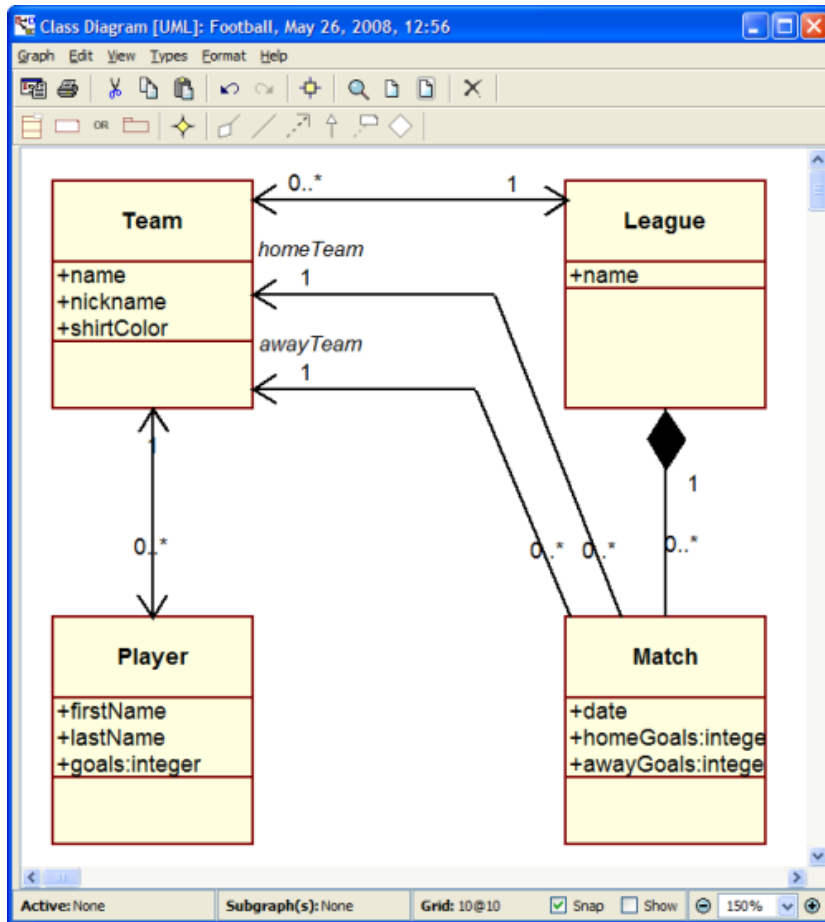 Class Diagram [UML]: Football, May 26, 2008, 12:56
Graph Edit View Types Format Help
OR
0..* 1
Team
League
homeTeam
+name
+name
1
+nickname
+shirtColor
awayTeam
1
1
1
0..*
0..* 0..* 0..*
Player
Match
+firstName
+date
+lastName
+homeGoals:intege
+goals:integer
+awayGoals:intege
Active: None Subgraph(s): None Grid: 10@10 Snap Show 150%